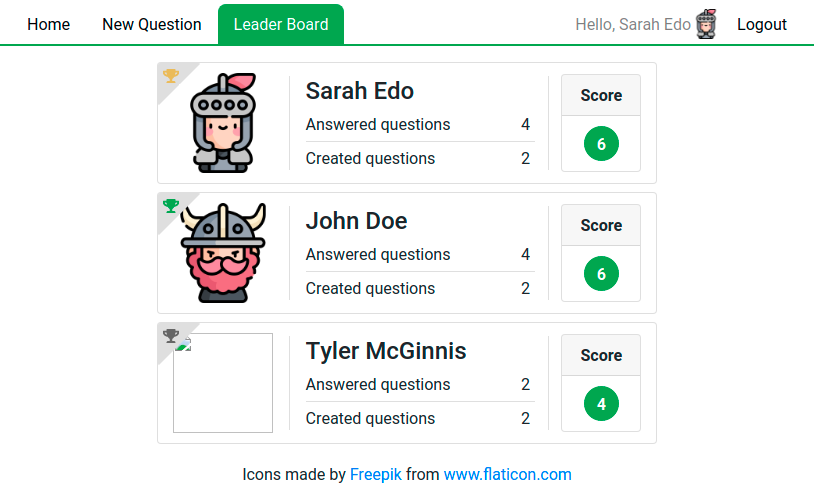 Home New Question Leader Board Hello, Sarah Edo Logout
Sarah Edo
Answered questions 4
Created questions 2
Score
6
John Doe
Answered questions 4
Created questions 2
Score
6
Tyler McGinnis
Answered questions 2
Created questions 2
Score
4
Icons made by Freepik from www.flaticon.com